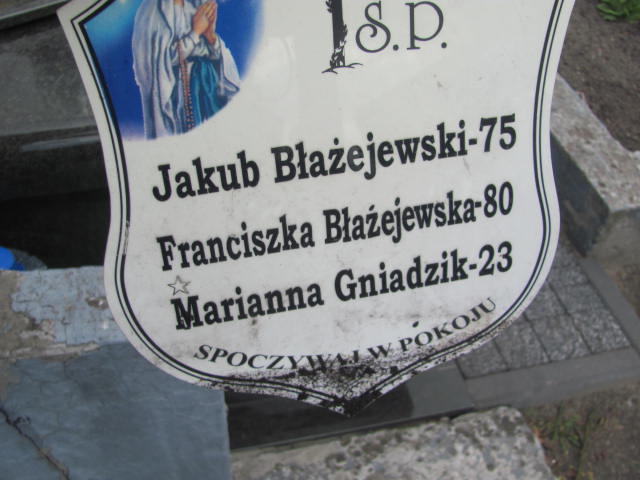 Ś.P.
Jakub Błażejewski-75
Franciszka Błażejewska-80
Marianna Gniadzik-23
SPOCZYWAJ W POKOJU